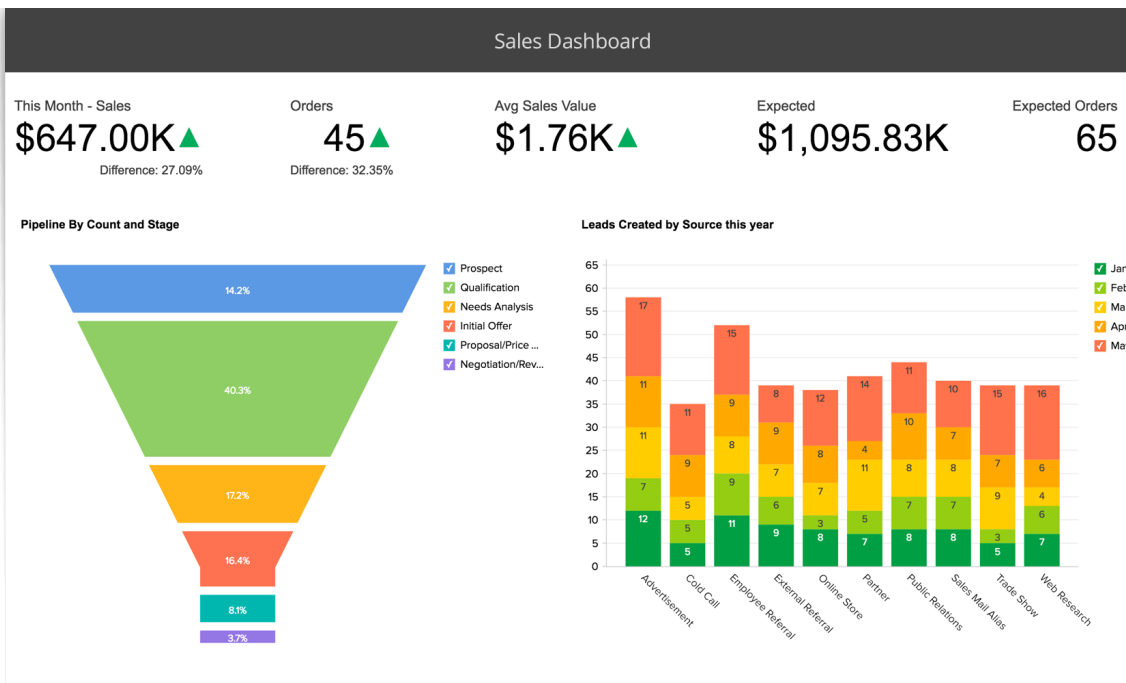 Sales Dashboard
This Month - Sales
$647.00K
Difference: 27.09%
Orders
45
Difference: 32.35%
Avg Sales Value
$1.76K
Expected
$1,095.83K
Expected Orders
65
Pipeline By Count and Stage
14.2%
40.3%
17.2%
16.4%
8.1%
3.7%
Prospect
Qualification
Needs Analysis
Initial Offer
Proposal/Price ...
Negotiation/Rev...
Leads Created by Source this year
65
60
55
50
45
40
35
30
25
20
15
10
5
0
17
11
11
7
12
11
9
5
5
5
15
9
8
9
11
8
9
7
6
9
12
8
7
3
8
14
4
11
5
7
11
10
8
7
8
10
7
8
7
8
15
7
9
3
5
16
6
4
6
7
Advertisement
Cold Call
Employee Referral
External Referral
Online Store
Partner
Public Relations
Sales Mail Alias
Trade Show
Web Research
Jan
Feb
Ma
Apr
May